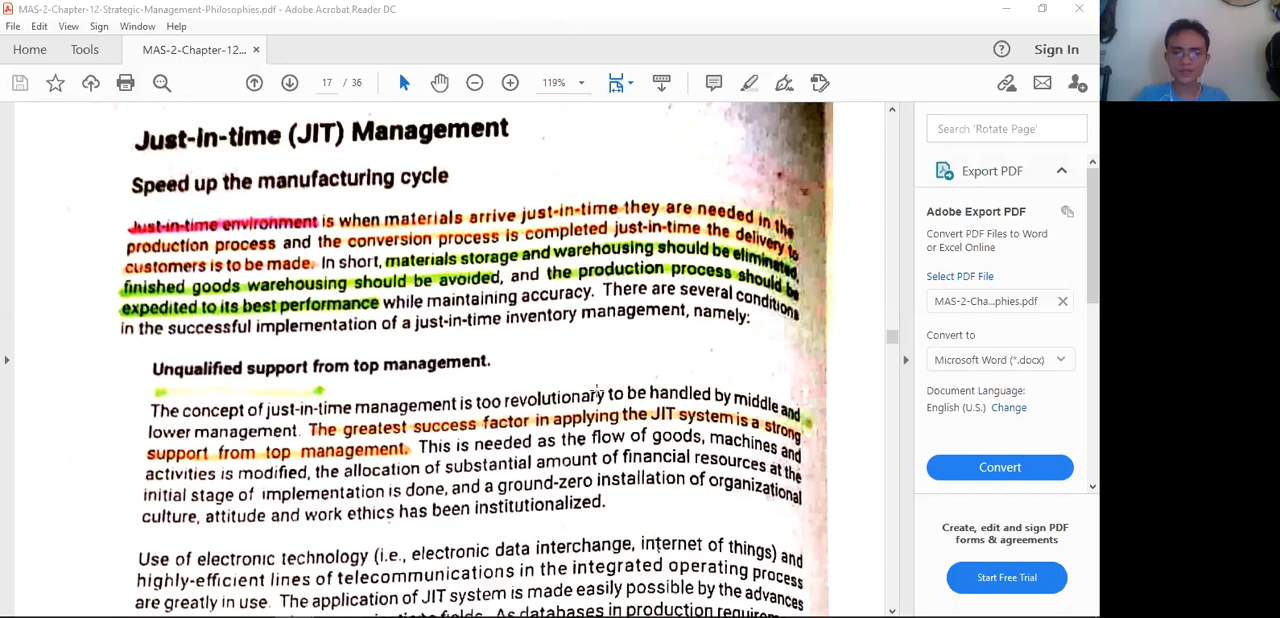 MAS-2-Chapter-12-Strategic-Management-Philosophies.pdf - Adobe Acrobat Reader DC
File Edit View Sign Window Help
Home Tools MAS-2-Chapter-12... × Sign In
17 / 36 119%
Just-in-time (JIT) Management
Speed up the manufacturing cycle
Just-in-time environment is when materials arrive just-in-time they are needed in the
production process and the conversion process is completed just-in-time the delivery to
customers is to be made. In short, materials storage and warehousing should be eliminated,
finished goods warehousing should be avoided, and the production process should be
expedited to its best performance while maintaining accuracy. There are several conditions
in the successful implementation of a just-in-time inventory management, namely:
Unqualified support from top management.
The concept of just-in-time management is too revolutionary to be handled by middle and
lower management. The greatest success factor in applying the JIT system is a strong
support from top management. This is needed as the flow of goods, machines and
activities is modified, the allocation of substantial amount of financial resources at the
initial stage of implementation is done, and a ground-zero installation of organizational
culture, attitude and work ethics has been institutionalized.
Use of electronic technology (i.e., electronic data interchange, internet of things) and
highly-efficient lines of telecommunications in the integrated operating process
are greatly in use. The application of JIT system is made easily possible by the advances
fields. As databases in production
Search 'Rotate Page'
Export PDF
Adobe Export PDF
Convert PDF Files to Word
or Excel Online
Select PDF File
MAS-2-Cha...phies.pdf
Convert to
Microsoft Word (*.docx)
Document Language:
English (U.S.) Change
Convert
Create, edit and sign PDF
forms & agreements
Start Free Trial